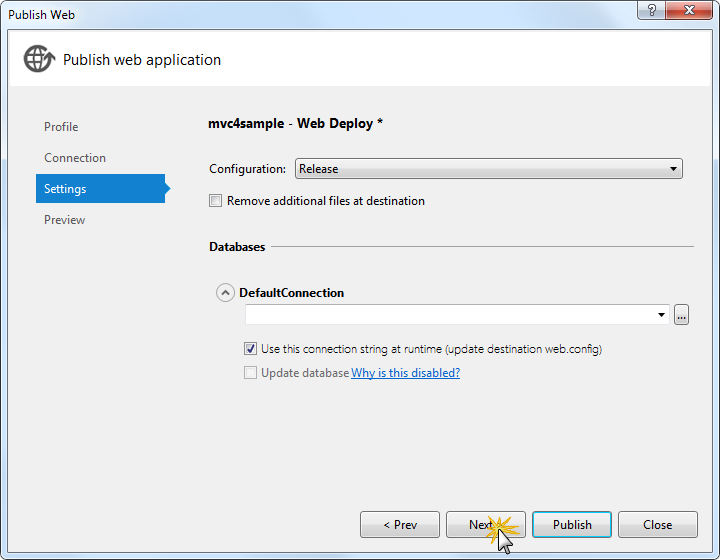 Publish Web
?
Publish web application
Profile
Connection
Settings
Preview
mvc4sample - Web Deploy *
Configuration: Release
Remove additional files at destination
Databases
DefaultConnection
...
Use this connection string at runtime (update destination web.config)
Update database Why is this disabled?
< Prev
Next
Publish
Close